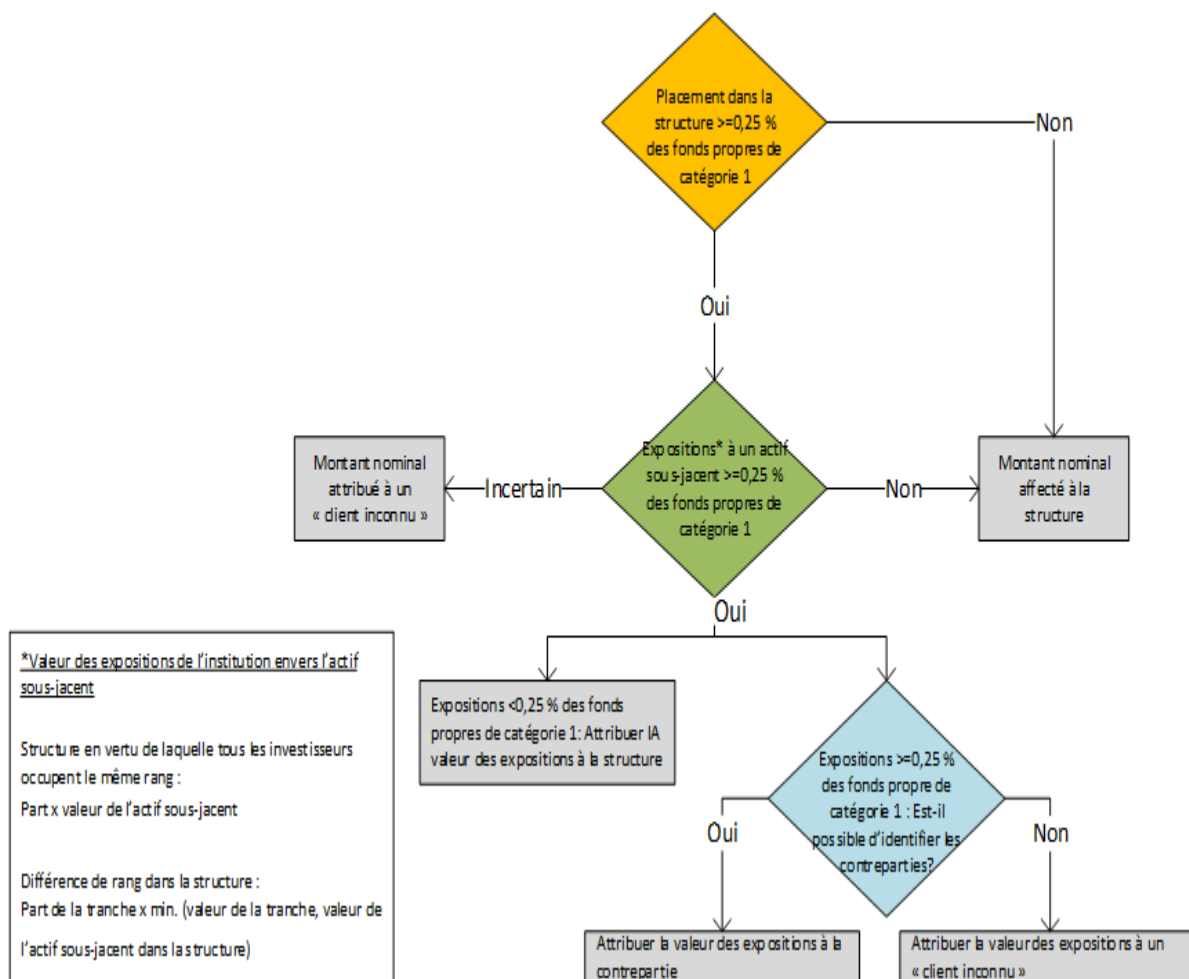 Placement dans la
structure >=0,25 %
des fonds propres de
catégorie 1
Non
Oui
Montant nominal
attribué à un
« client inconnu »
Incertain
Expositions* à un actif
sous-jacent >=0,25 %
des fonds propres de
catégorie 1
Non
Montant nominal
affecté à la
structure
Oui
*Valeur des expositions de l'institution envers l'actif
sous-jacent
Structure en vertu de laquelle tous les investisseurs
occupent le même rang :
Part x valeur de l'actif sous-jacent
Différence de rang dans la structure :
Part de la tranche x min. (valeur de la tranche, valeur de
l'actif sous-jacent dans la structure)
Expositions <0,25 % des fonds
propres de catégorie 1: Attribuer lA
valeur des expositions à la structure
Expositions >=0,25 %
des fonds propre de
catégorie 1 : Est-il
possible d'identifier les
contreparties?
Oui
Non
Attribuer la valeur des expositions à la
contrepartie
Attribuer la valeur des expositions à un
« client inconnu »